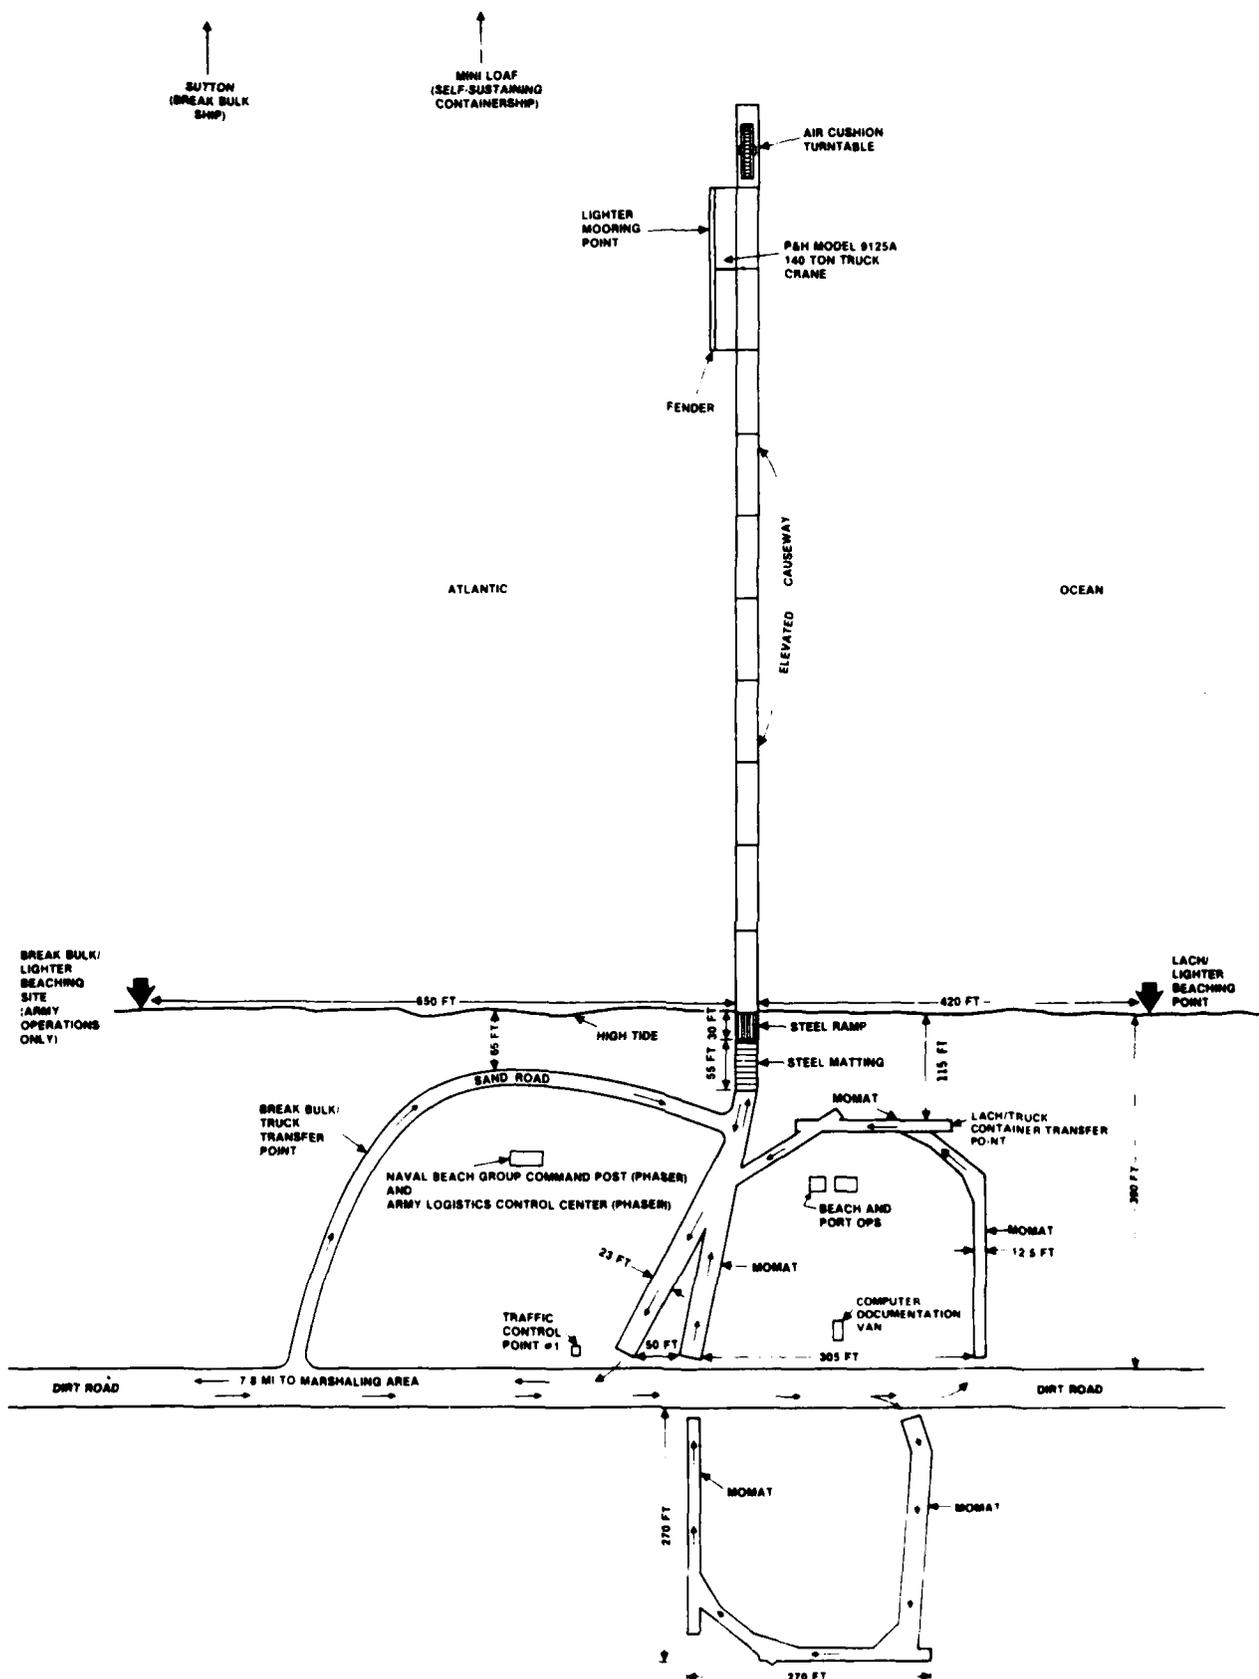 SUTTON
(BREAK BULK
SHIP)
MINI LOAF
(SELF-SUSTAINING
CONTAINERSHIP)
AIR CUSHION
TURNTABLE
LIGHTER
MOORING
POINT
P&H MODEL 9125A
140 TON TRUCK
CRANE
FENDER
ELEVATED CAUSEWAY
ATLANTIC
OCEAN
BREAK BULK/
LIGHTER
BEACHING
SITE
(ARMY
OPERATIONS
ONLY)
650 FT
420 FT
LACH/
LIGHTER
BEACHING
POINT
HIGH TIDE
65 FT
30 FT
STEEL RAMP
55 FT
STEEL MATTING
115 FT
SAND ROAD
MOMAT
LACH/TRUCK
CONTAINER TRANSFER
POINT
BREAK BULK/
TRUCK
TRANSFER
POINT
NAVAL BEACH GROUP COMMAND POST (PHASE I)
AND
ARMY LOGISTICS CONTROL CENTER (PHASE II)
BEACH AND
PORT OPS
MOMAT
12.5 FT
23 FT
MOMAT
COMPUTER
DOCUMENTATION
VAN
TRAFFIC
CONTROL
POINT #1
50 FT
305 FT
DIRT ROAD
7.8 MI TO MARSHALING AREA
DIRT ROAD
MOMAT
MOMAT
270 FT
270 FT